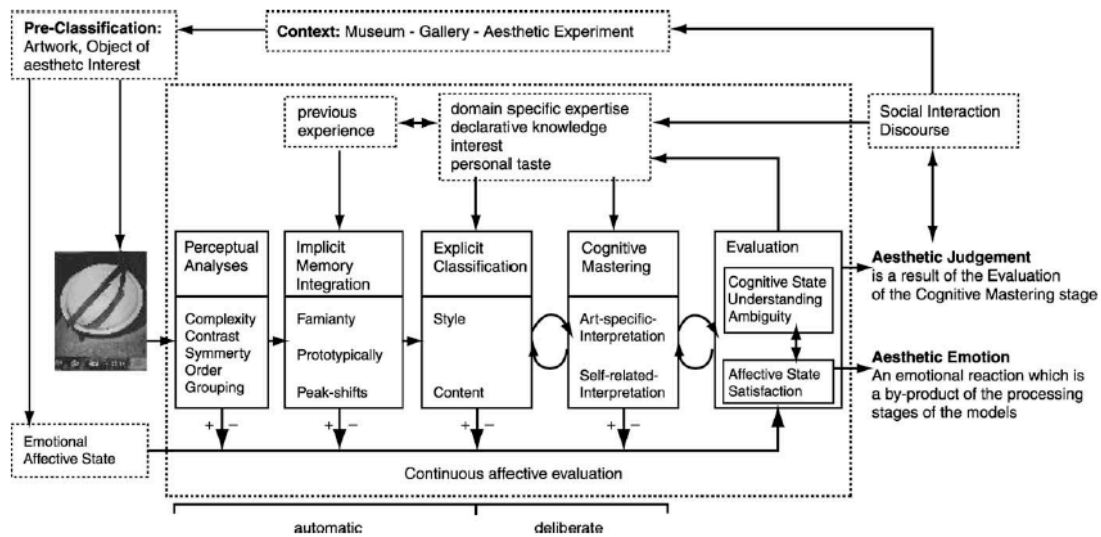 Pre-Classification:
Artwork, Object of
aesthetc Interest
Context: Museum - Gallery - Aesthetic Experiment
previous
experience
domain specific expertise
declarative knowledge
interest
personal taste
Social Interaction
Discourse
Perceptual
Analyses
Complexity
Contrast
Symmerty
Order
Grouping
Implicit
Memory
Integration
Famianty
Prototypically
Peak-shifts
Explicit
Classification
Style
Content
Cognitive
Mastering
Art-specific-
Interpretation
Self-related-
Interpretation
Evaluation
Cognitive State
Understanding
Ambiguity
Affective State
Satisfaction
Aesthetic Judgement
is a result of the Evaluation
of the Cognitive Mastering stage
Aesthetic Emotion
An emotional reaction which is
a by-product of the processing
stages of the models
Emotional
Affective State
+ −
+ −
+ −
+ −
Continuous affective evaluation
automatic
deliberate